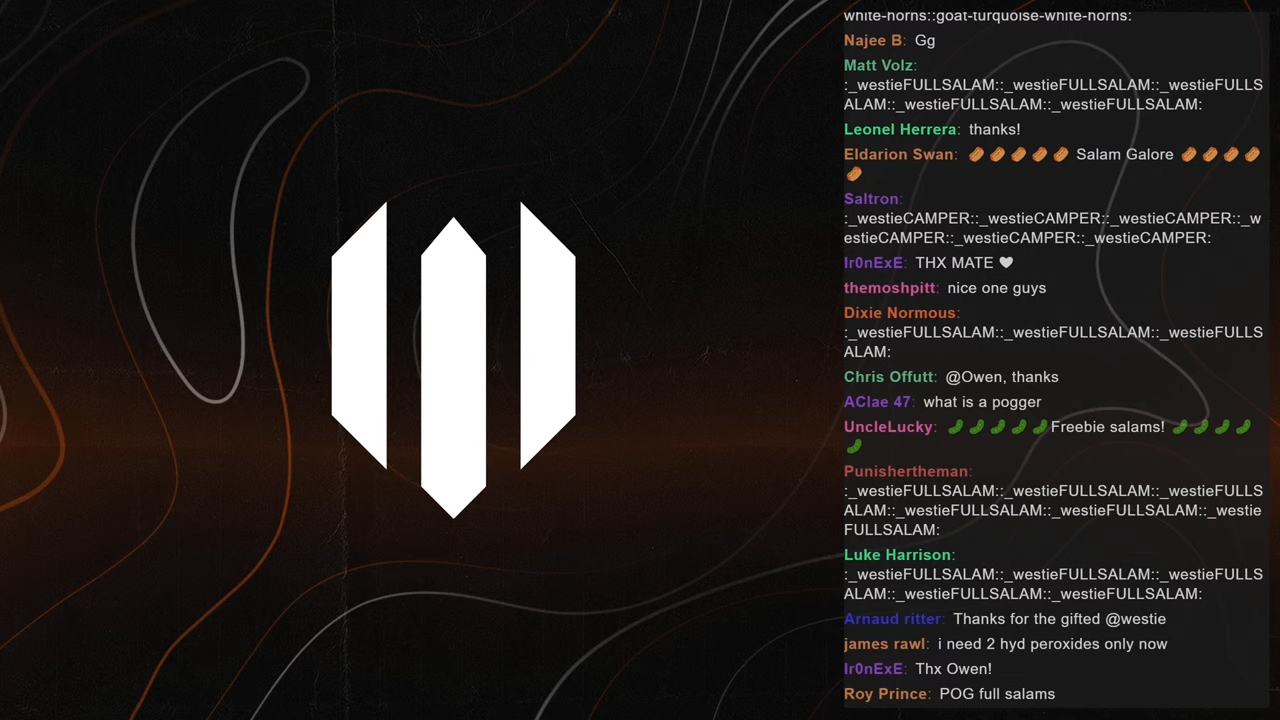 white-horns::goat-turquoise-white-horns:
Najee B: Gg
Matt Volz:
:_westieFULLSALAM::_westieFULLSALAM::_westieFULLS
ALAM::_westieFULLSALAM::_westieFULLSALAM:
Leonel Herrera: thanks!
Eldarion Swan: 🌭🌭🌭🌭🌭 Salam Galore 🌭🌭🌭🌭
🌭
Saltron:
:_westieCAMPER::_westieCAMPER::_westieCAMPER::_w
estieCAMPER::_westieCAMPER::_westieCAMPER:
Ir0nExE: THX MATE ❤
themoshpitt: nice one guys
Dixie Normous:
:_westieFULLSALAM::_westieFULLSALAM::_westieFULLS
ALAM:
Chris Offutt: @Owen, thanks
AClae 47: what is a pogger
UncleLucky: 🥒🥒🥒🥒🥒Freebie salams! 🥒🥒🥒🥒
🥒
Punishertheman:
:_westieFULLSALAM::_westieFULLSALAM::_westieFULLS
ALAM::_westieFULLSALAM::_westieFULLSALAM::_westie
FULLSALAM:
Luke Harrison:
:_westieFULLSALAM::_westieFULLSALAM::_westieFULLS
ALAM::_westieFULLSALAM::_westieFULLSALAM:
Arnaud ritter: Thanks for the gifted @westie
james rawl: i need 2 hyd peroxides only now
Ir0nExE: Thx Owen!
Roy Prince: POG full salams